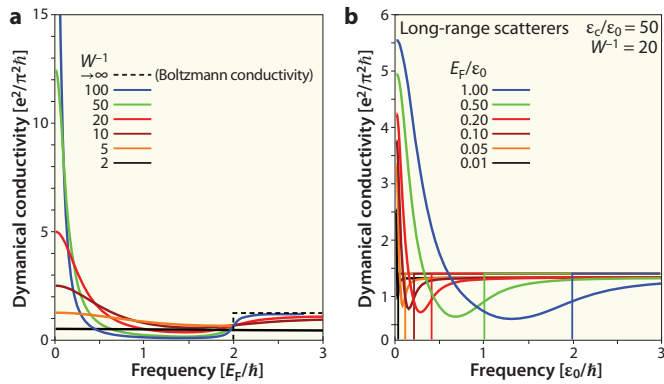 a
Dymanical conductivity [e²/π²ħ]
15
10
5
0
W⁻¹
→∞ (Boltzmann conductivity)
100
50
20
10
5
2
0 1 2 3
Frequency [E_F/ħ]
b
Dymanical conductivity [e²/π²ħ]
6
5
4
3
2
1
0
Long-range scatterers ε_c/ε0 = 50
W⁻¹ = 20
E_F/ε0
1.00
0.50
0.20
0.10
0.05
0.01
0 1 2 3
Frequency [ε0/ħ]